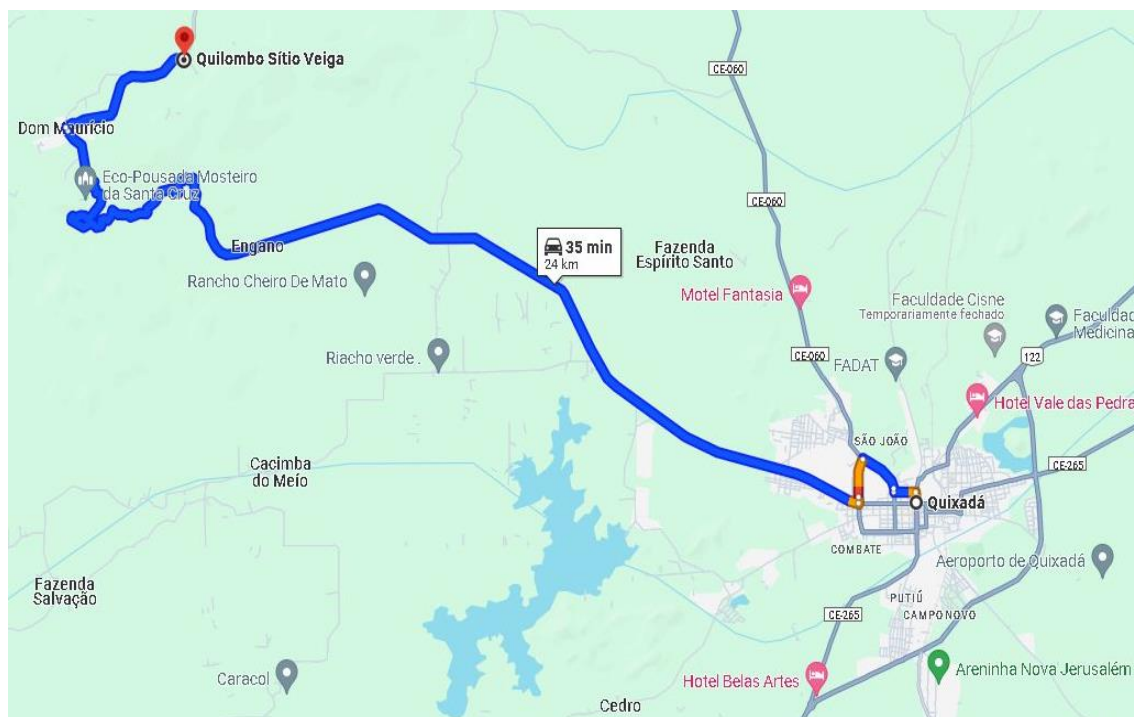 Quilombo Sítio Veiga
CE-060
Dom Maurício
Eco-Pousada Mosteiro
da Santa Cruz
CE-060
Engano
35 min
24 km
Fazenda
Espírito Santo
Rancho Cheiro De Mato
Motel Fantasia
Faculdade Cisne
Temporariamente fechado
Faculdad
Medicina
Riacho verde .
CE-060
FADAT
122
Hotel Vale das Pedra
SÃO JOÃO
Cacimba
do Meio
CE-265
Quixadá
COMBATE
Aeroporto de Quixadá
Fazenda
Salvação
PUTIÚ
CAMPO NOVO
CE-265
Caracol
Hotel Belas Artes
Areninha Nova Jerusalém
Cedro